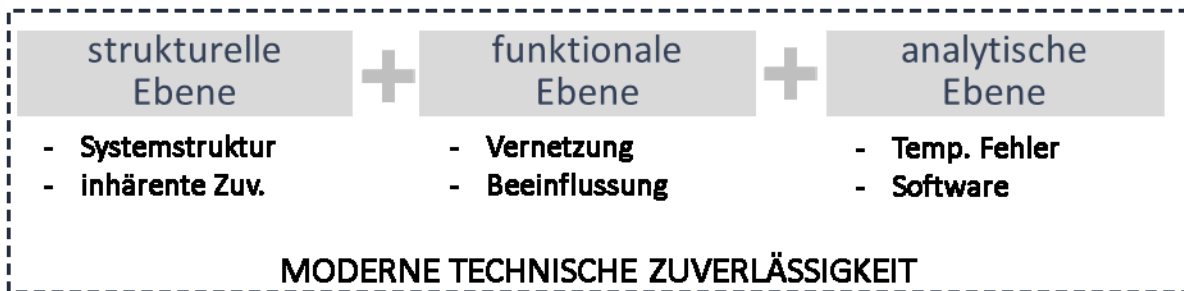 strukturelle
Ebene
+
funktionale
Ebene
+
analytische
Ebene
- Systemstruktur
- inhärente Zuv.
- Vernetzung
- Beeinflussung
- Temp. Fehler
- Software
MODERNE TECHNISCHE ZUVERLÄSSIGKEIT